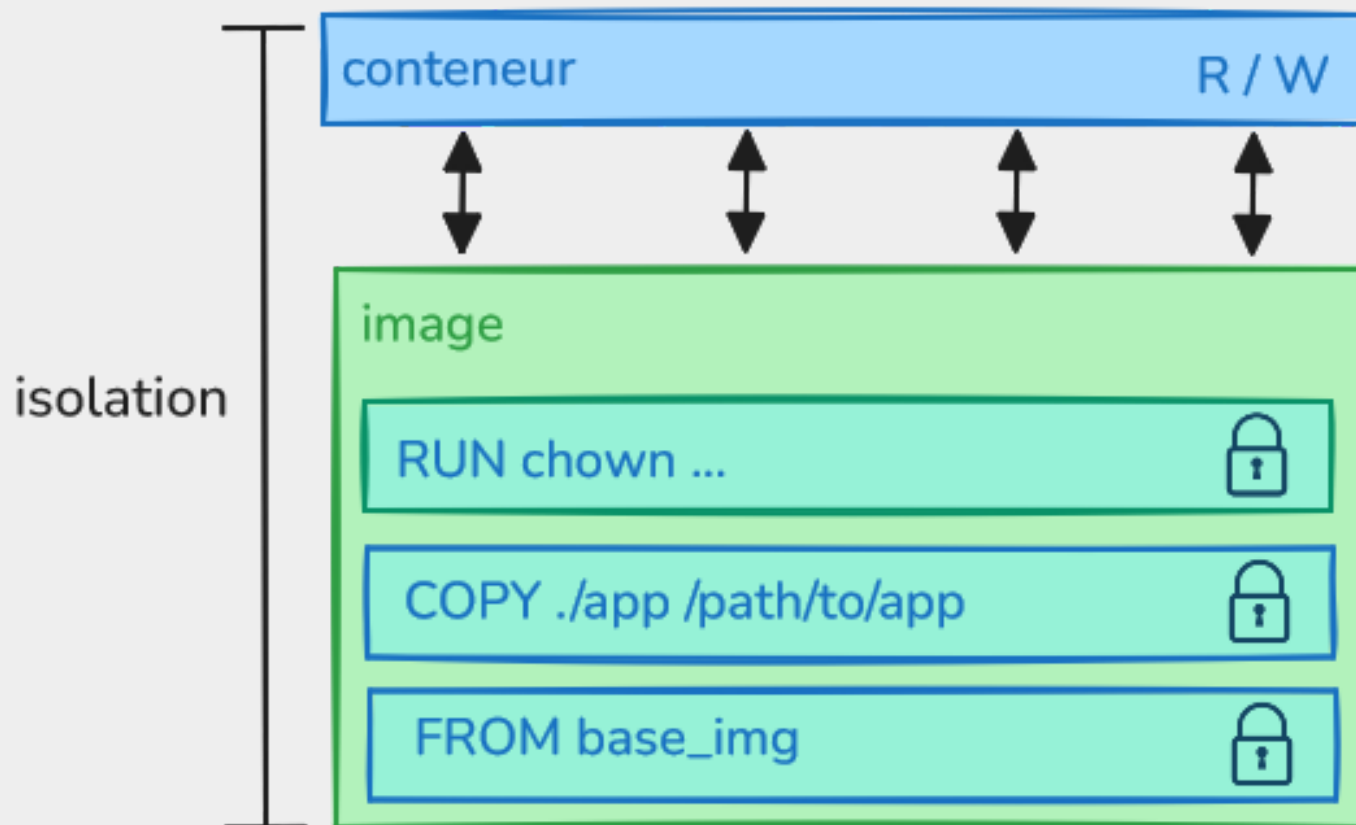 conteneur R / W
image
isolation
RUN chown ...
COPY ./app /path/to/app
FROM base_img